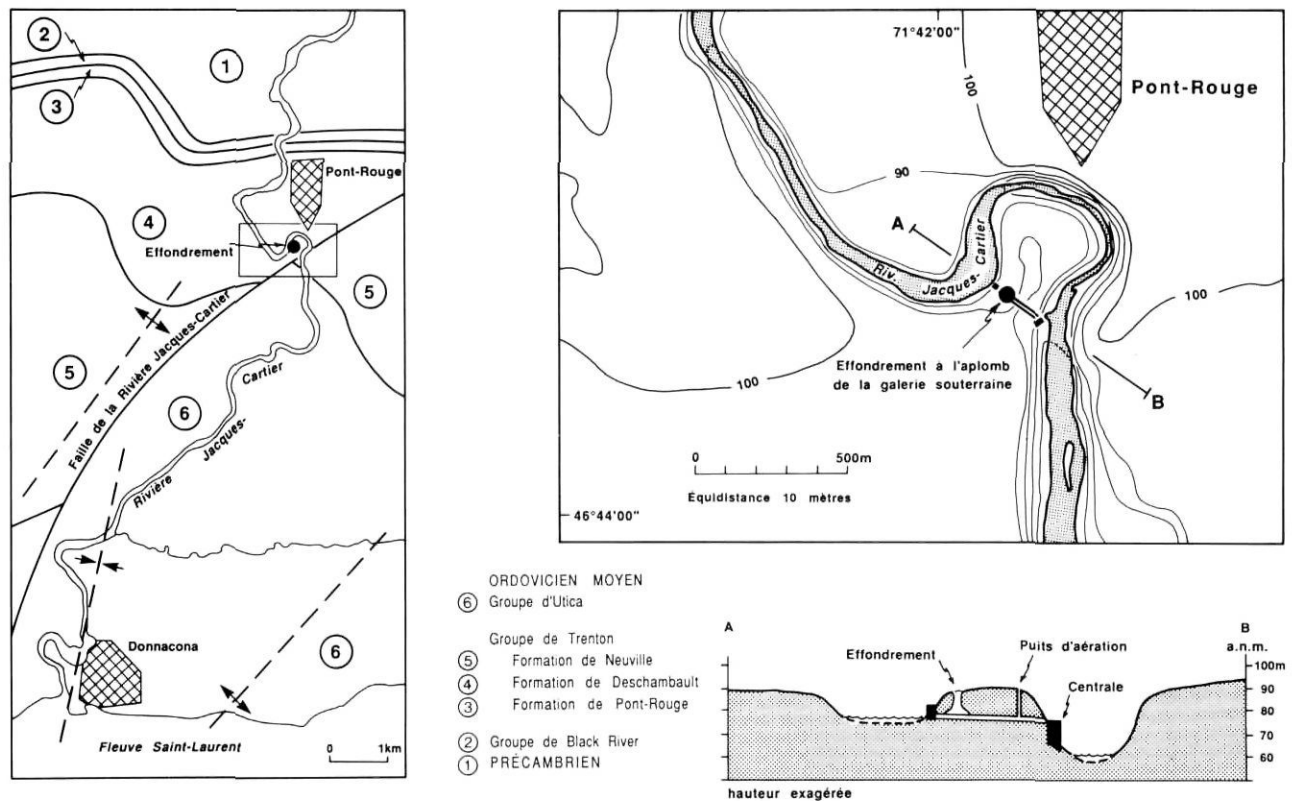 2
3
1
Pont-Rouge
4
Effondrement
5
Faille de la Rivière Jacques-Cartier
5
6
Rivière Jacques- Cartier
Donnacona
6
Fleuve Saint-Laurent
0 1km
71°42'00"
100
Pont-Rouge
90
A
Riv. Jacques-Cartier
100
Effondrement à l'aplomb
de la galerie souterraine
100
B
0 500m
Équidistance 10 mètres
46°44'00"
ORDOVICIEN MOYEN
6 Groupe d'Utica
Groupe de Trenton
5 Formation de Neuville
4 Formation de Deschambault
3 Formation de Pont-Rouge
2 Groupe de Black River
1 PRÉCAMBRIEN
A
B
a.n.m.
Effondrement
Puits d'aération
Centrale
100m
90
80
70
60
hauteur exagérée